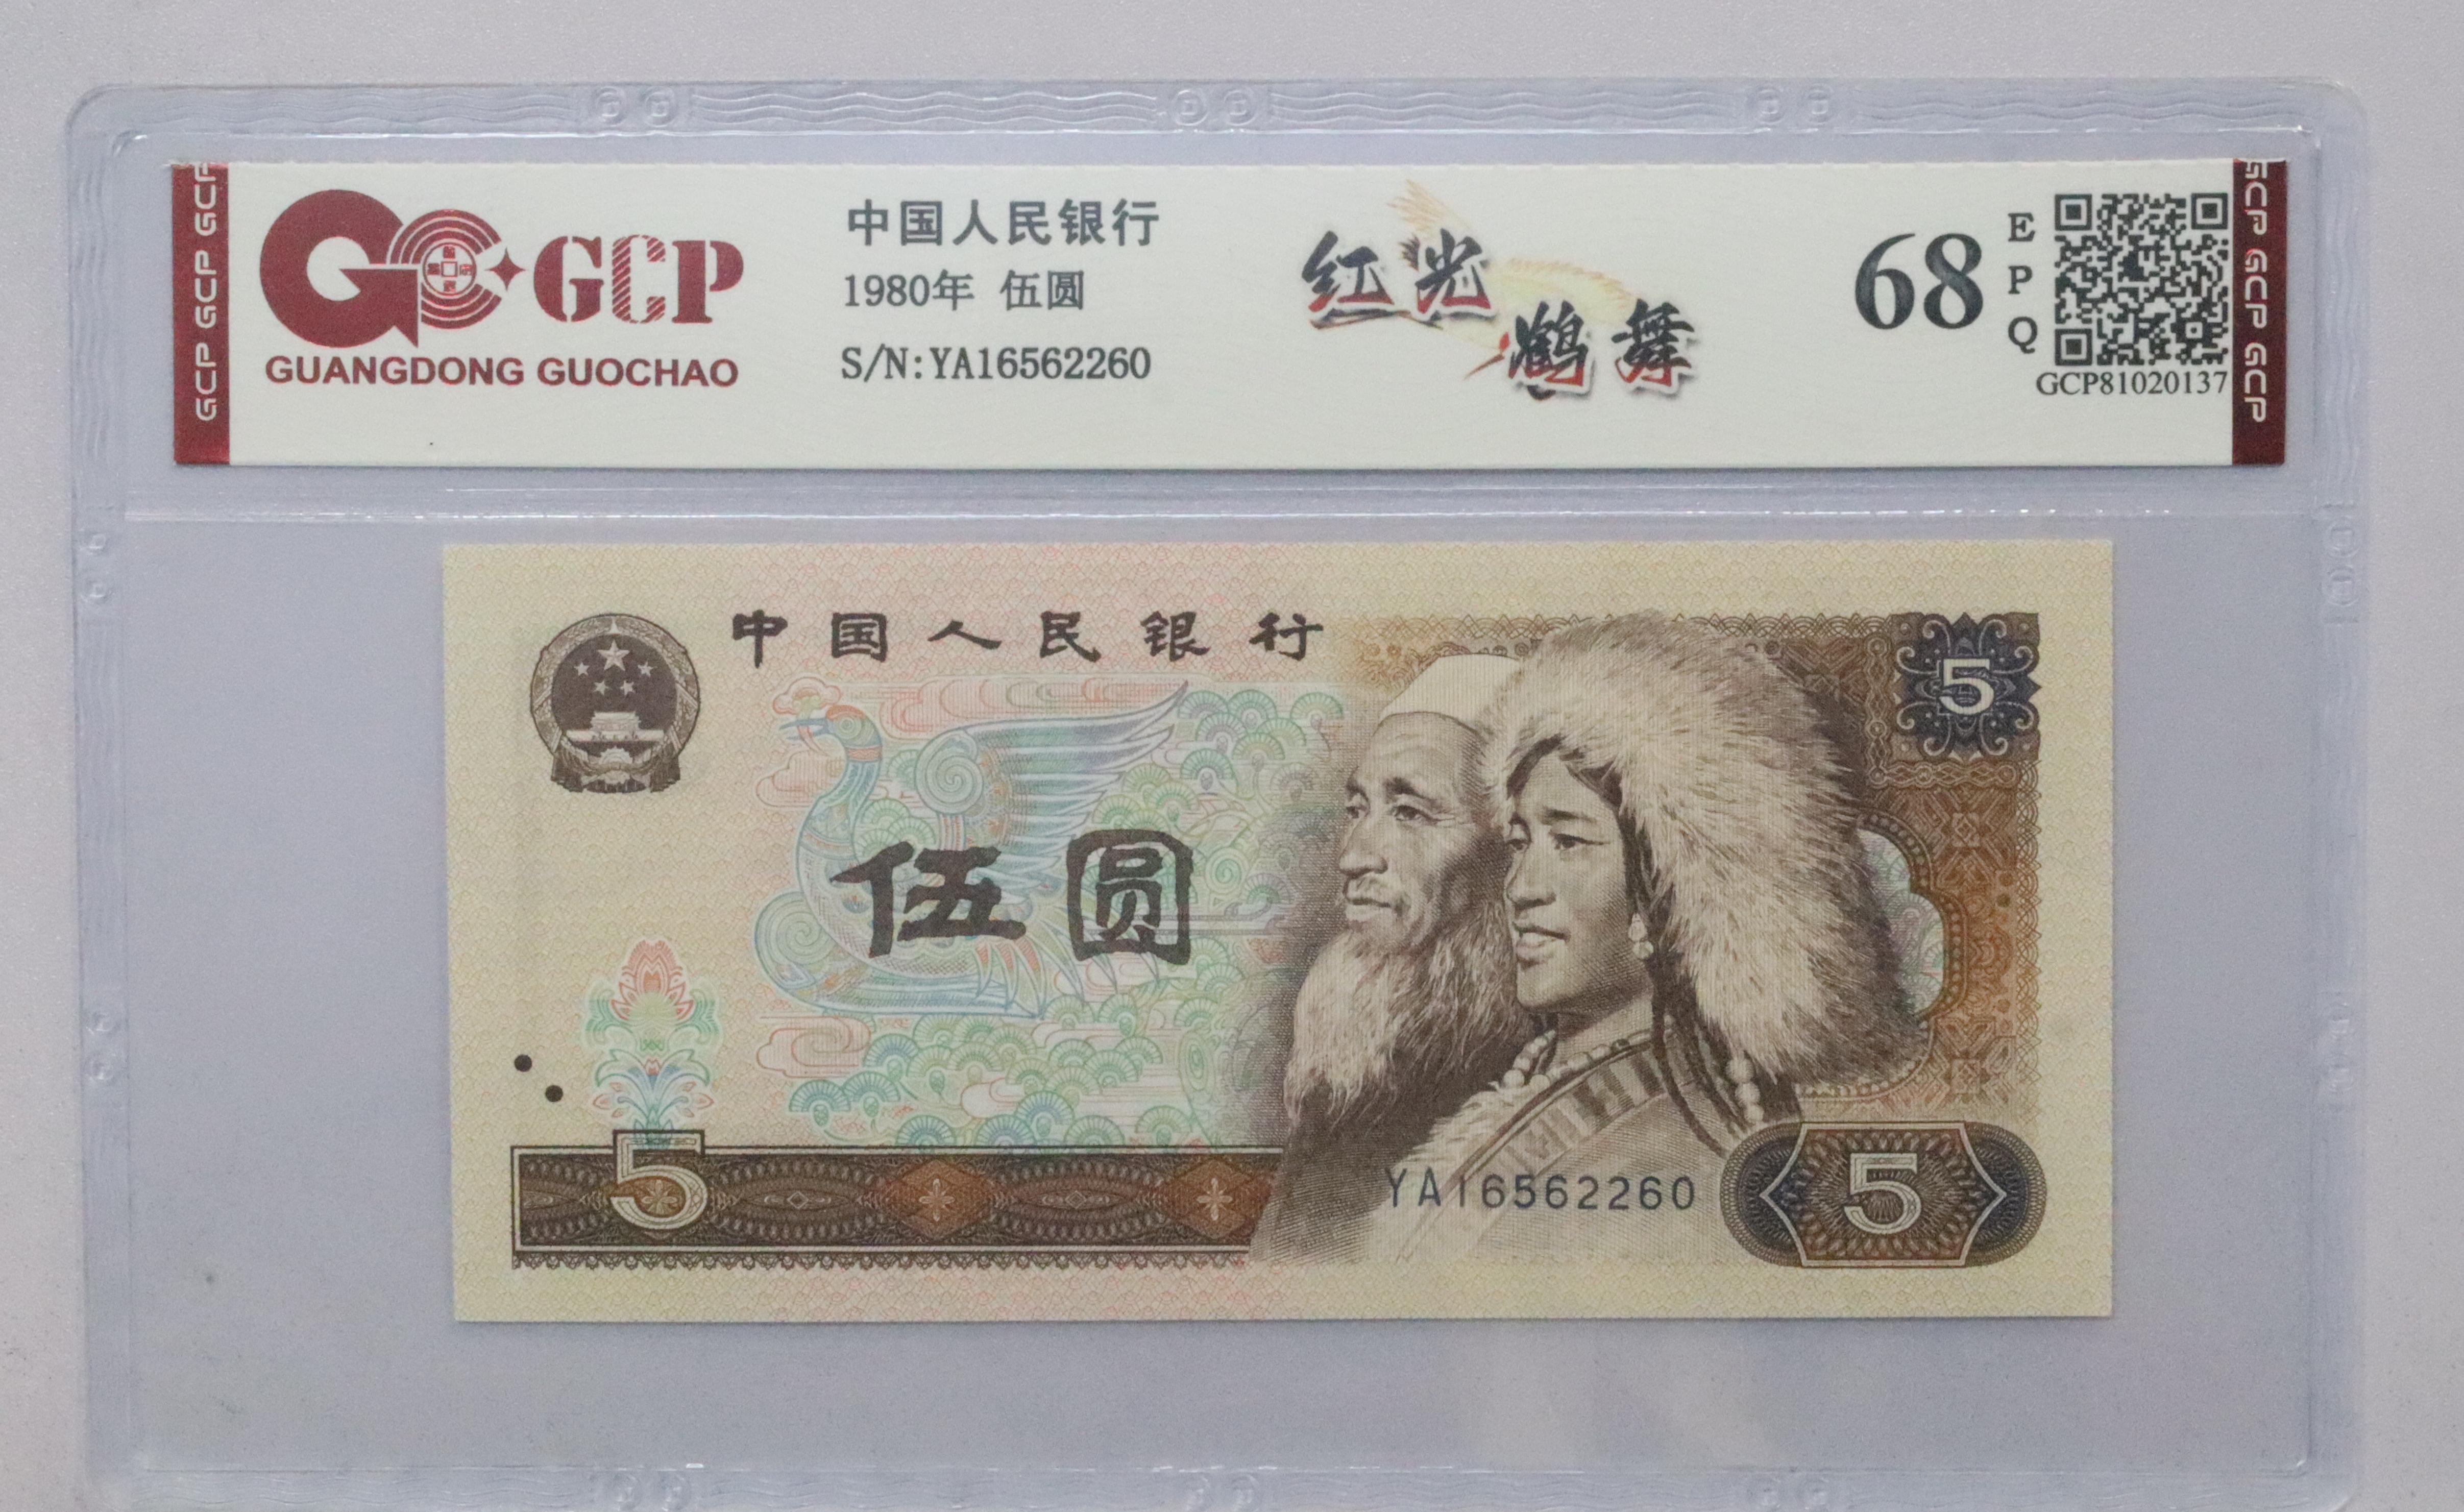 GCP GCP GCP
GCP
GUANGDONG GUOCHAO
中国人民银行
1980年 伍圆
S/N:YA16562260
红光
鹤舞
68
E
P
Q
GCP81020137
GCP GCP GCP
中国人民银行
5
伍圆
5
YA16562260
5